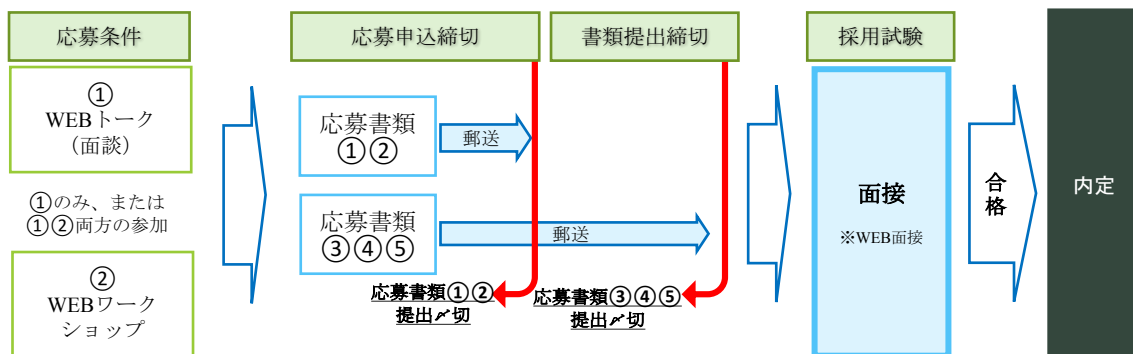 応募条件
①
WEBトーク
（面談）
①のみ、または
①②両方の参加
②
WEBワーク
ショップ
応募申込締切
応募書類
①②
郵送
応募書類
③④⑤
郵送
応募書類①②
提出〆切
書類提出締切
応募書類③④⑤
提出〆切
採用試験
面接
※WEB面接
合格
内定